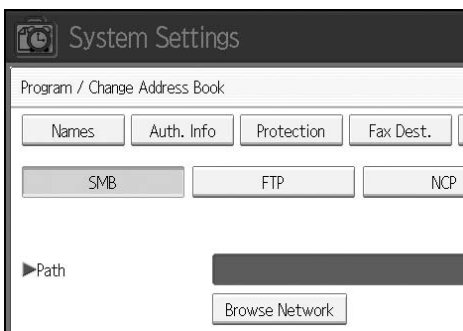 System Settings
Program / Change Address Book
Names Auth. Info Protection Fax Dest.
SMB FTP NCP
▶Path
Browse Network